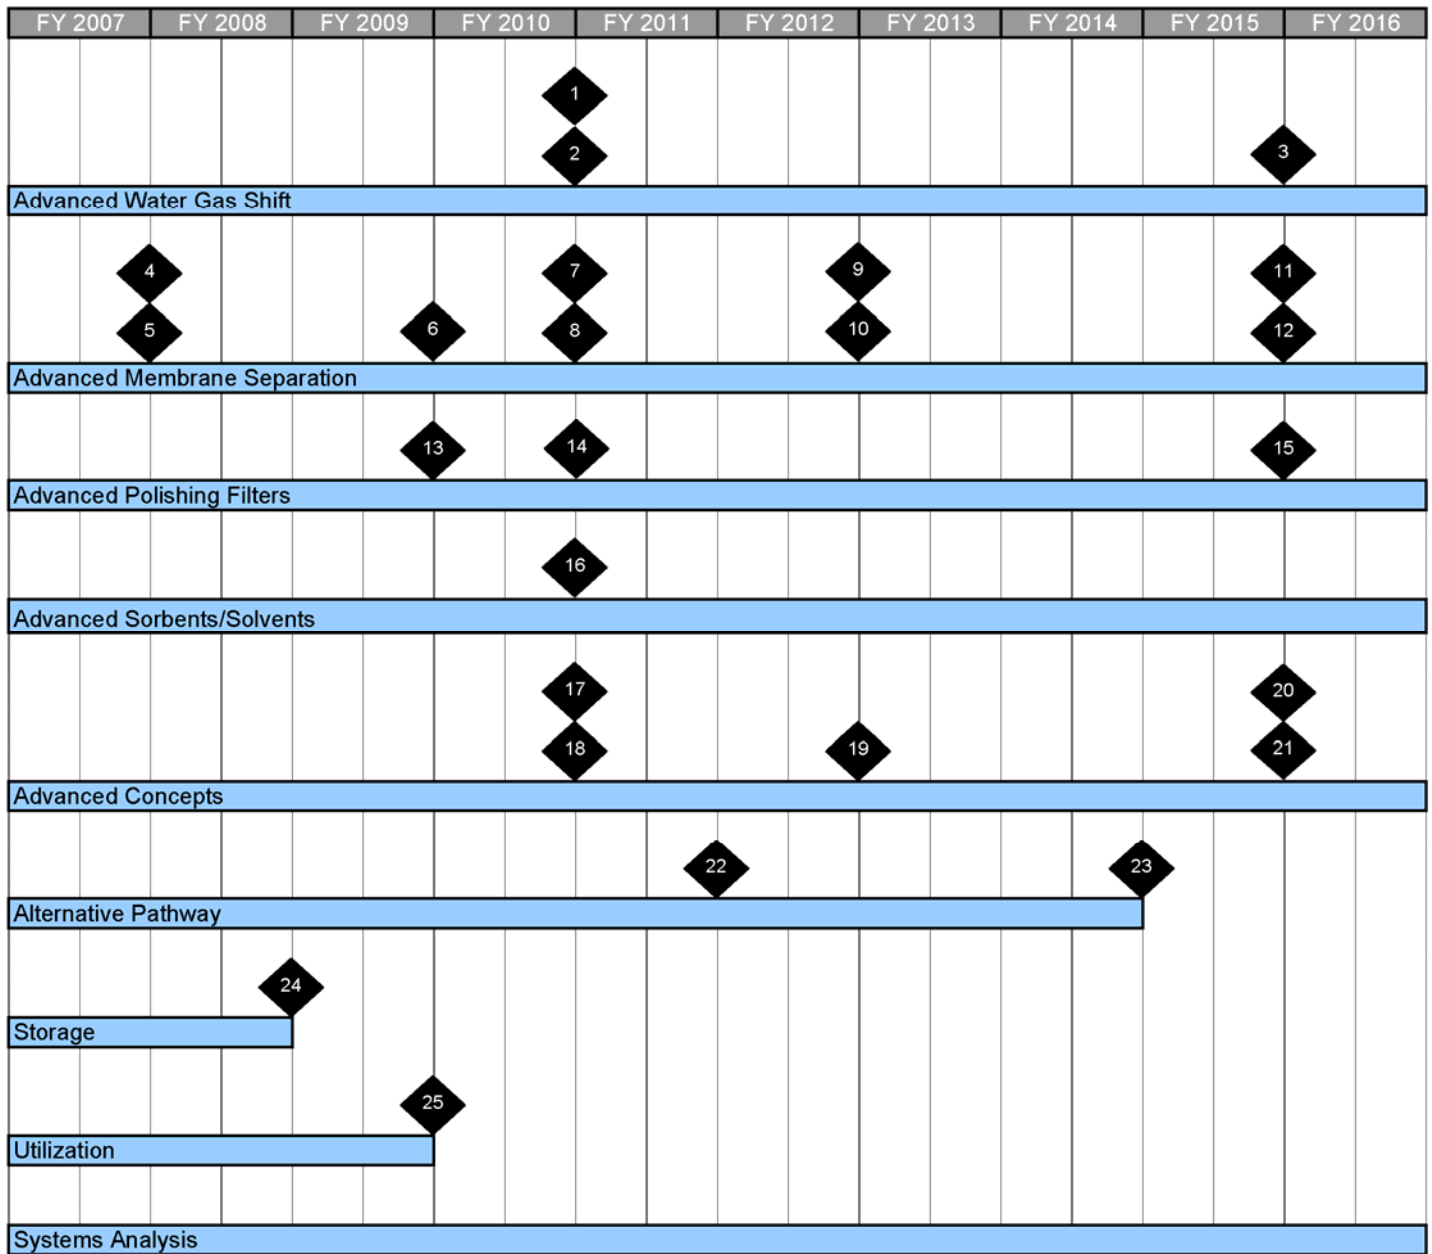 FY 2007 FY 2008 FY 2009 FY 2010 FY 2011 FY 2012 FY 2013 FY 2014 FY 2015 FY 2016
1
2 3
Advanced Water Gas Shift
4 7 9 11
5 6 8 10 12
Advanced Membrane Separation
13 14 15
Advanced Polishing Filters
16
Advanced Sorbents/Solvents
17 20
18 19 21
Advanced Concepts
22 23
Alternative Pathway
24
Storage
25
Utilization
Systems Analysis